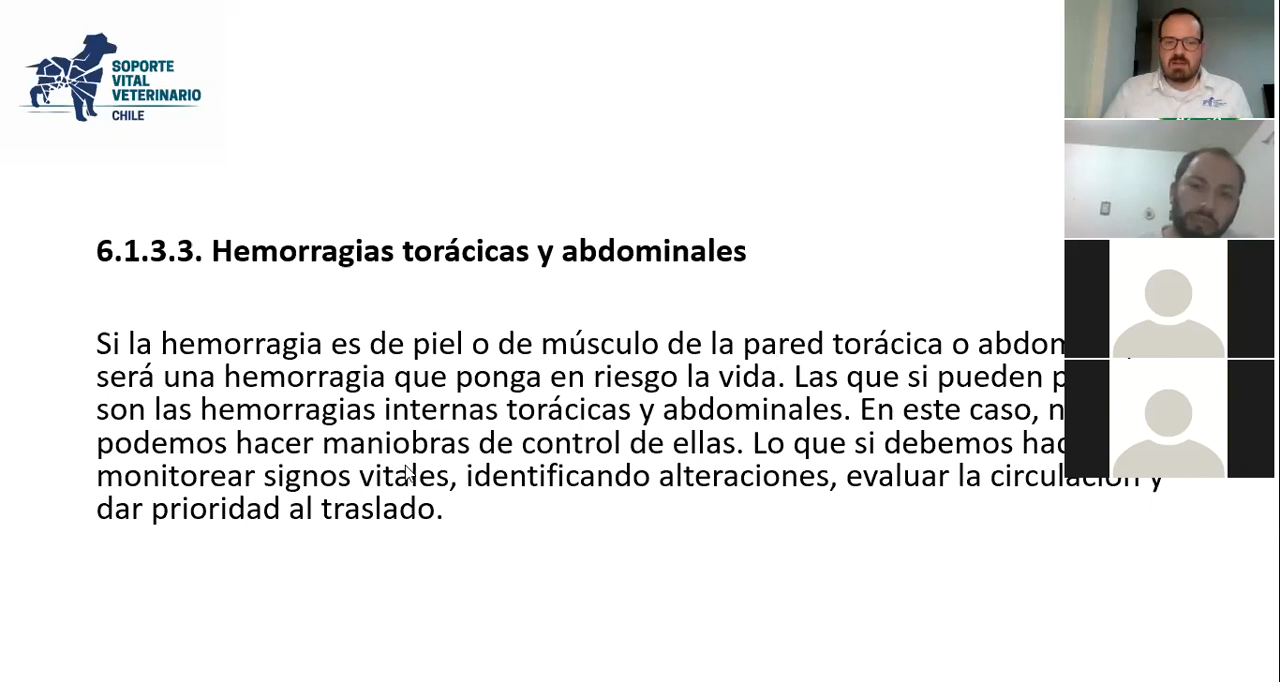 SOPORTE
VITAL
VETERINARIO
CHILE
6.1.3.3. Hemorragias torácicas y abdominales
Si la hemorragia es de piel o de músculo de la pared torácica o
será una hemorragia que ponga en riesgo la vida. Las que si pueden
son las hemorragias internas torácicas y abdominales. En este caso,
podemos hacer maniobras de control de ellas. Lo que si debemos
monitorear signos vitales, identificando alteraciones, evaluar la circulación y
dar prioridad al traslado.